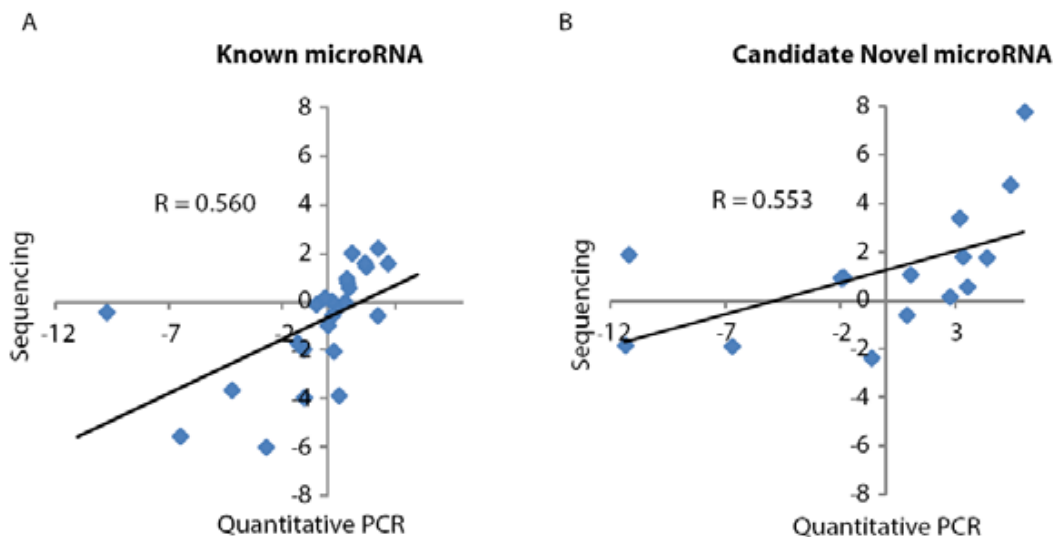 A
Known microRNA
8
6
R = 0.560
4
2
0
-12
-7
-2
-2
-4
-6
-8
Sequencing
Quantitative PCR
B
Candidate Novel microRNA
8
6
R = 0.553
4
2
0
-12
-7
-2
3
-2
-4
-6
-8
Sequencing
Quantitative PCR